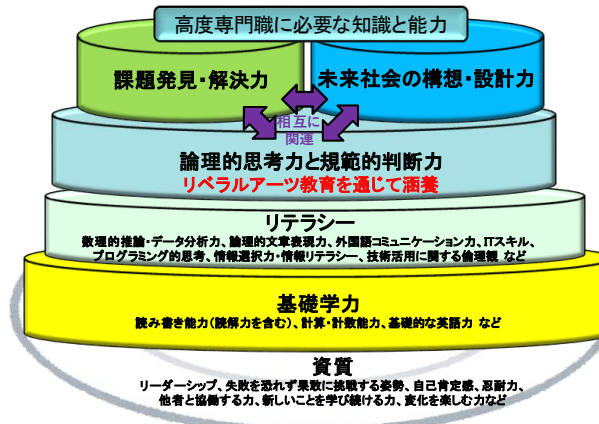 高度専門職に必要な知識と能力
課題発見・解決力
未来社会の構想・設計力
相互に
関連
論理的思考力と規範的判断力
リベラルアーツ教育を通じて涵養
リテラシー
数理的推論・データ分析力、論理的文章表現力、外国語コミュニケーション力、ITスキル、
プログラミング的思考、情報選択力・情報リテラシー、技術活用に関する倫理観 など
基礎学力
読み書き能力(読解力を含む)、計算・計数能力、基礎的な英語力 など
資質
リーダーシップ、失敗を恐れず果敢に挑戦する姿勢、自己肯定感、忍耐力、
他者と協働する力、新しいことを学び続ける力、変化を楽しむ力など